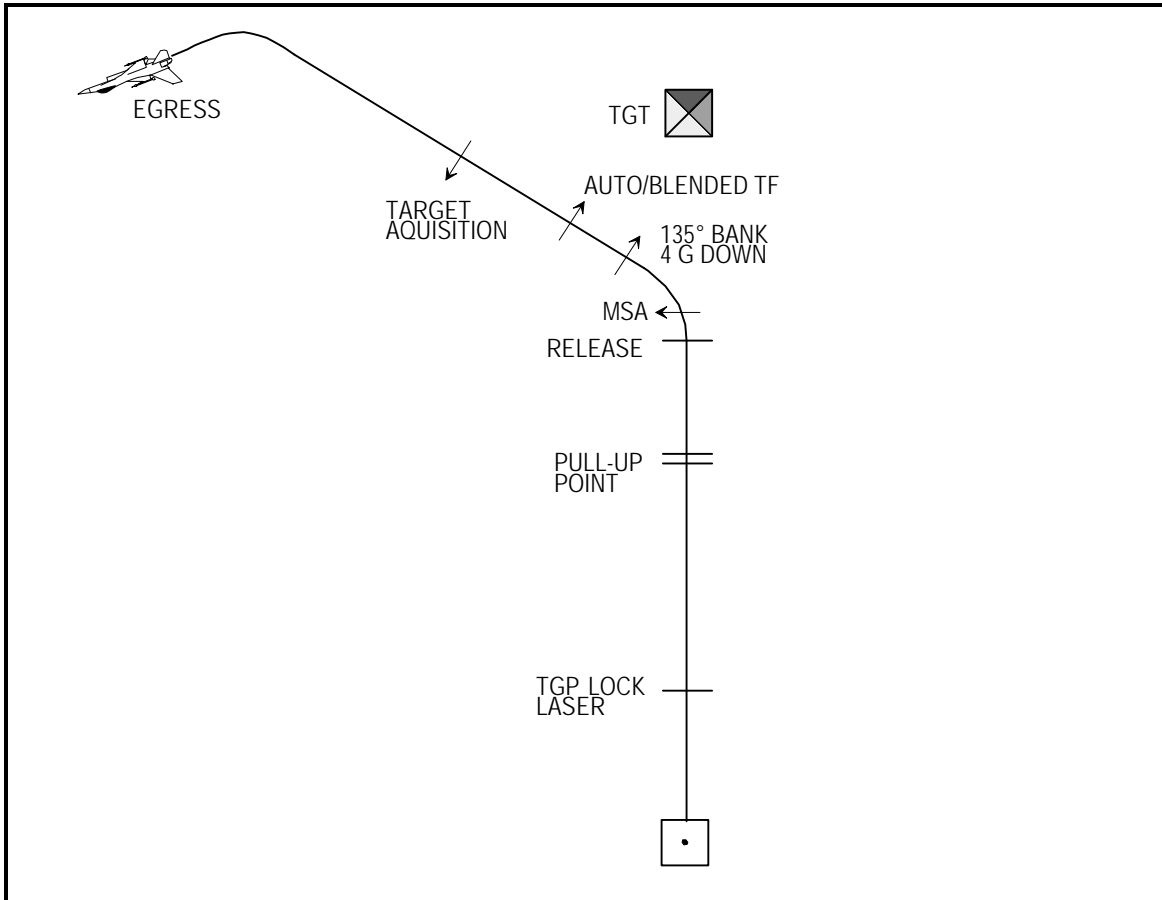 EGRESS
TGT
AUTO/BLENDED TF
TARGET
AQUISITION
135° BANK
4 G DOWN
MSA
RELEASE
PULL-UP
POINT
TGP LOCK
LASER